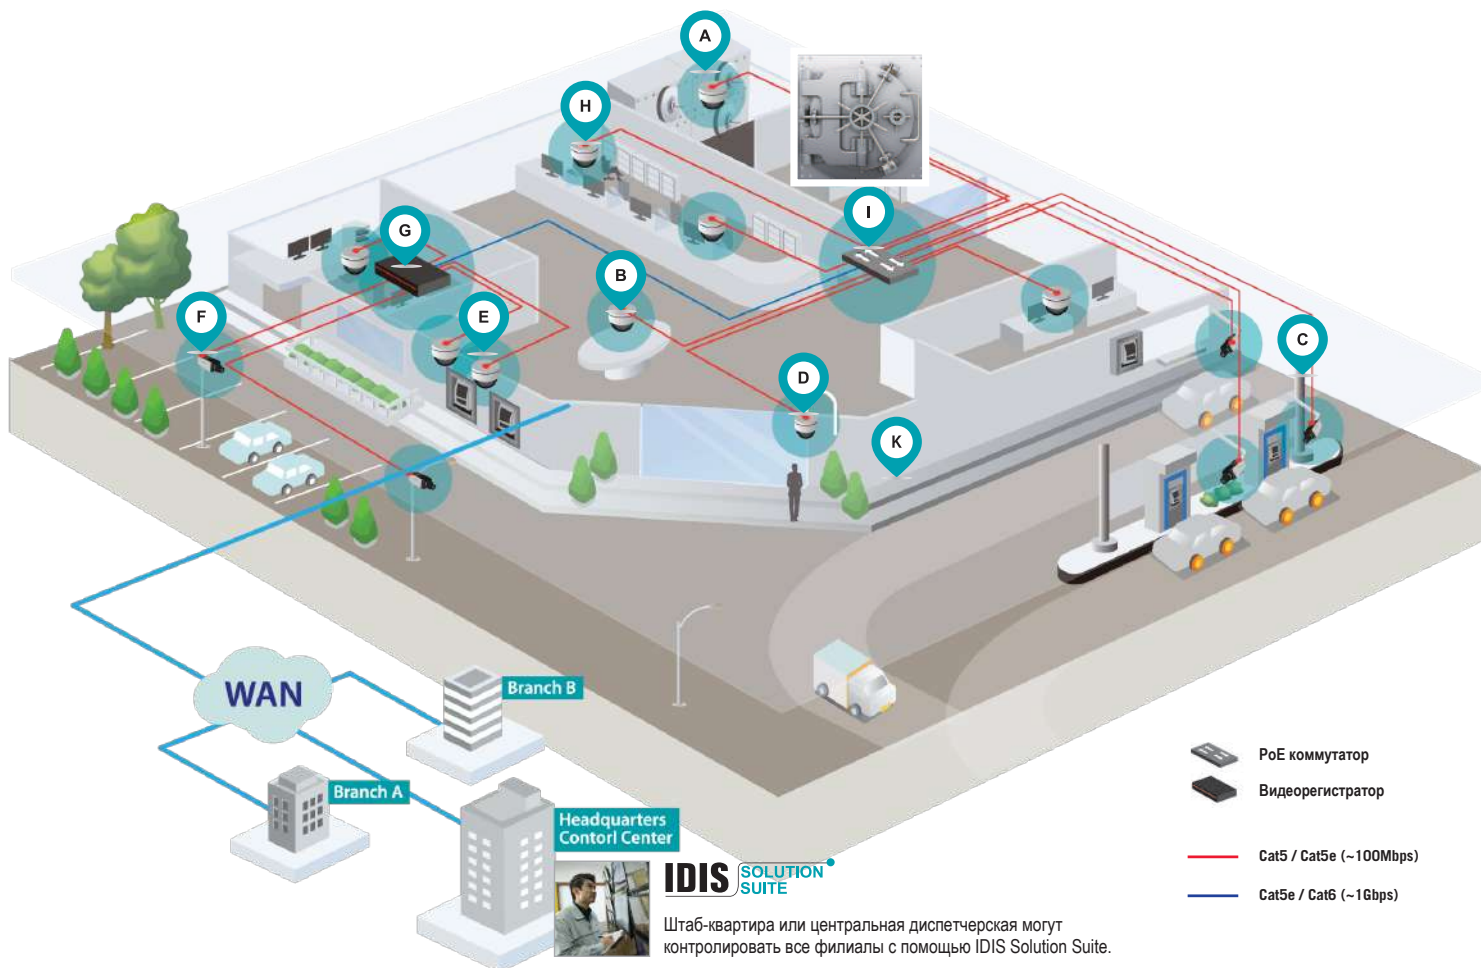 A
H
I
G
B
E
F
C
D
K
WAN
Branch B
Branch A
Headquarters
Contorl Center
IDIS SOLUTION
SUITE
Штаб-квартира или центральная диспетчерская могут
контролировать все филиалы с помощью IDIS Solution Suite.
PoE коммутатор
Видеорегистратор
Cat5 / Cat5e (~100Mbps)
Cat5e / Cat6 (~1Gbps)